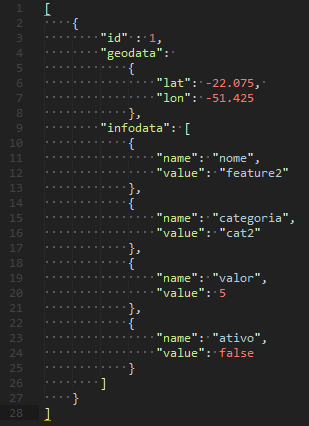 1 [
2     {
3         "id" : 1,
4         "geodata":
5             {
6                 "lat": -22.075,
7                 "lon": -51.425
8             },
9         "infodata": [
10             {
11                 "name": "nome",
12                 "value": "feature2"
13             },
14             {
15                 "name": "categoria",
16                 "value": "cat2"
17             },
18             {
19                 "name": "valor",
20                 "value": 5
21             },
22             {
23                 "name": "ativo",
24                 "value": false
25             }
26         ]
27     }
28 ]